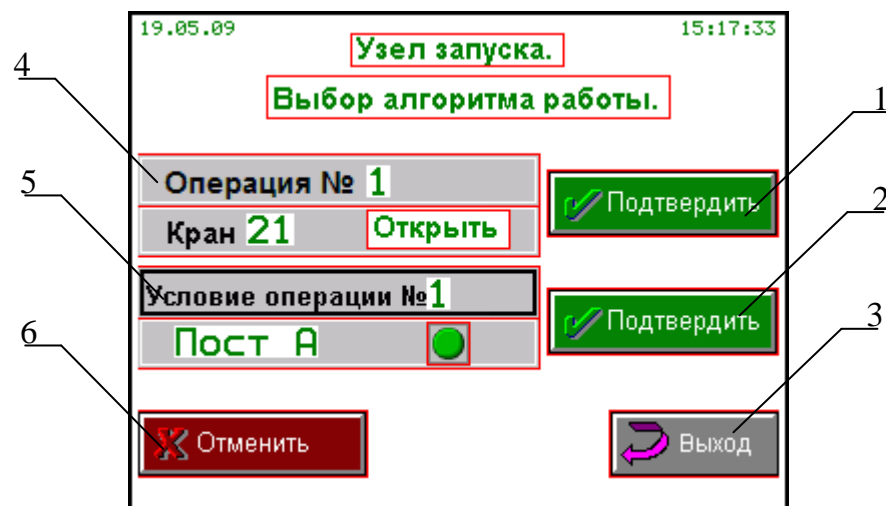 19.05.09 15:17:33
Узел запуска.
Выбор алгоритма работы.
4
1
Операция № 1
Подтвердить
5
2
Кран 21 Открыть
Условие операции №1
Подтвердить
6
3
Пост А
Отменить
Выход